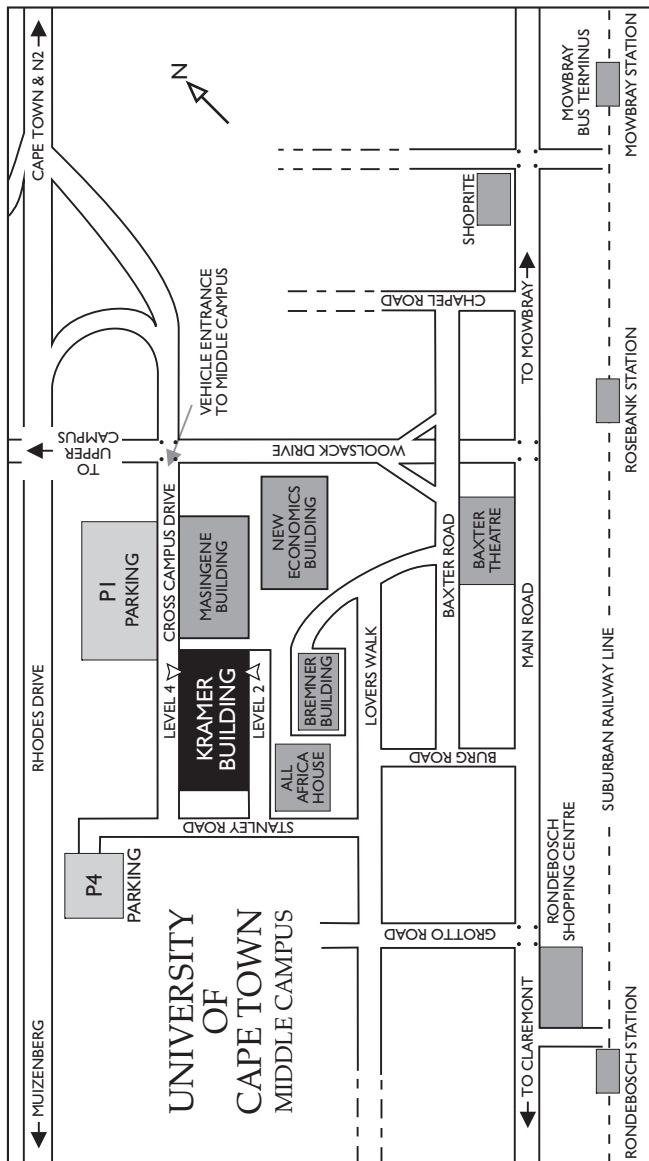 MUIZENBERG
RHODES DRIVE
CAPE TOWN & N2
P4
PARKING
P1
PARKING
TO
UPPER
CAMPUS
N
STANLEY ROAD
LEVEL 4
CROSS CAMPUS DRIVE
VEHICLE ENTRANCE
TO MIDDLE CAMPUS
KRAMER
BUILDING
LEVEL 2
MASINGENE
BUILDING
NEW
ECONOMICS
BUILDING
WOOLSACK DRIVE
UNIVERSITY
OF
CAPE TOWN
MIDDLE CAMPUS
ALL
AFRICA
HOUSE
BREMNER
BUILDING
LOVERS WALK
CHAPEL ROAD
SHOPRITE
GROTTO ROAD
BURG ROAD
BAXTER ROAD
BAXTER
THEATRE
TO CLAREMONT
MAIN ROAD
TO MOWBRAY
RONDEBOSCH
SHOPPING CENTRE
MOWBRAY
BUS TERMINUS
SUBURBAN RAILWAY LINE
RONDEBOSCH STATION
ROSEBANK STATION
MOWBRAY STATION